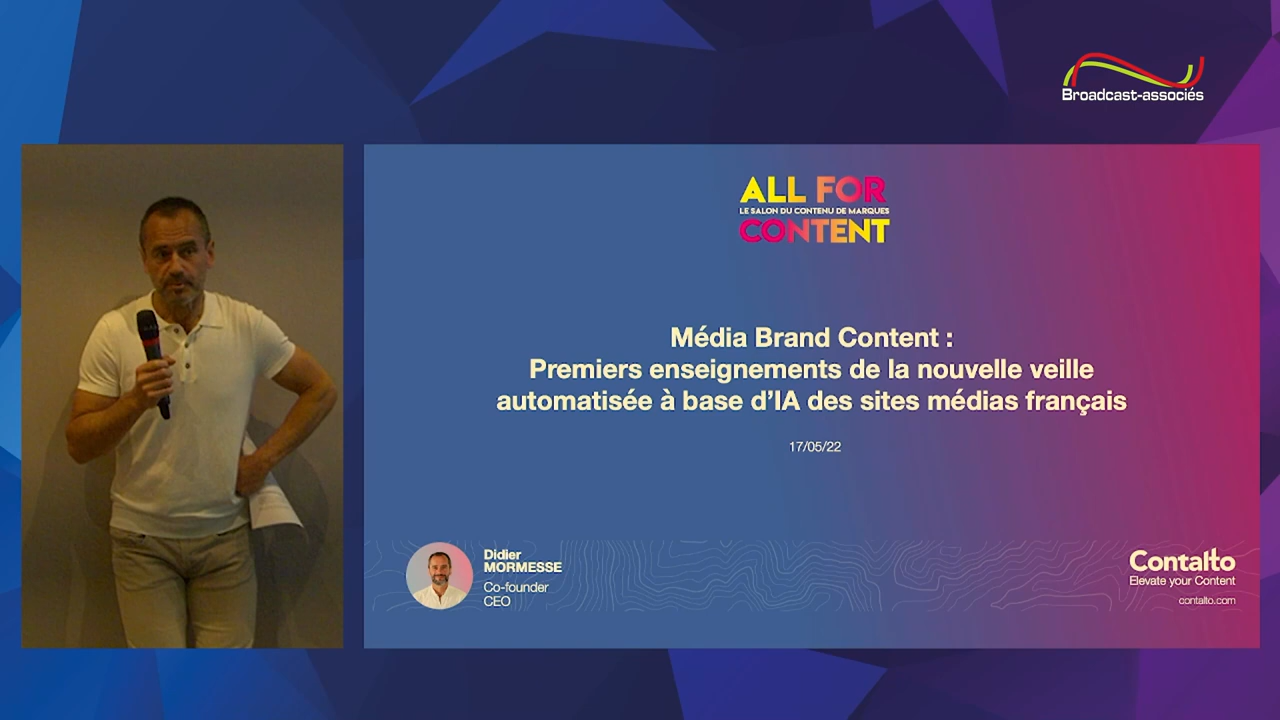 Broadcast-associés
ALL FOR
LE SALON DU CONTENU DE MARQUES
CONTENT
Média Brand Content :
Premiers enseignements de la nouvelle veille
automatisée à base d’IA des sites médias français
17/05/22
Didier
MORMESSE
Co-founder
CEO
Contalto
Elevate your Content
contalto.com